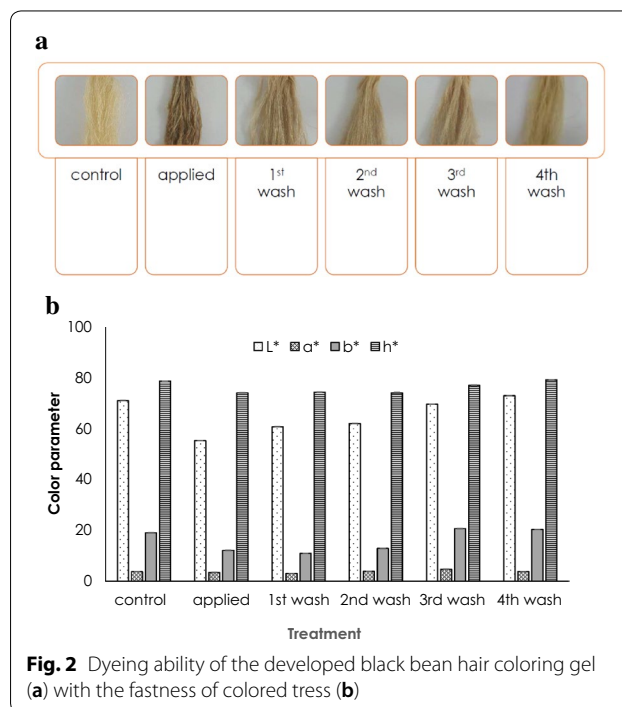 a
control applied 1st wash 2nd wash 3rd wash 4th wash
b
100
80
60
40
20
0
L* a* b* h*
Color parameter
control applied 1st wash 2nd wash 3rd wash 4th wash
Treatment
Fig. 2 Dyeing ability of the developed black bean hair coloring gel
(a) with the fastness of colored tress (b)